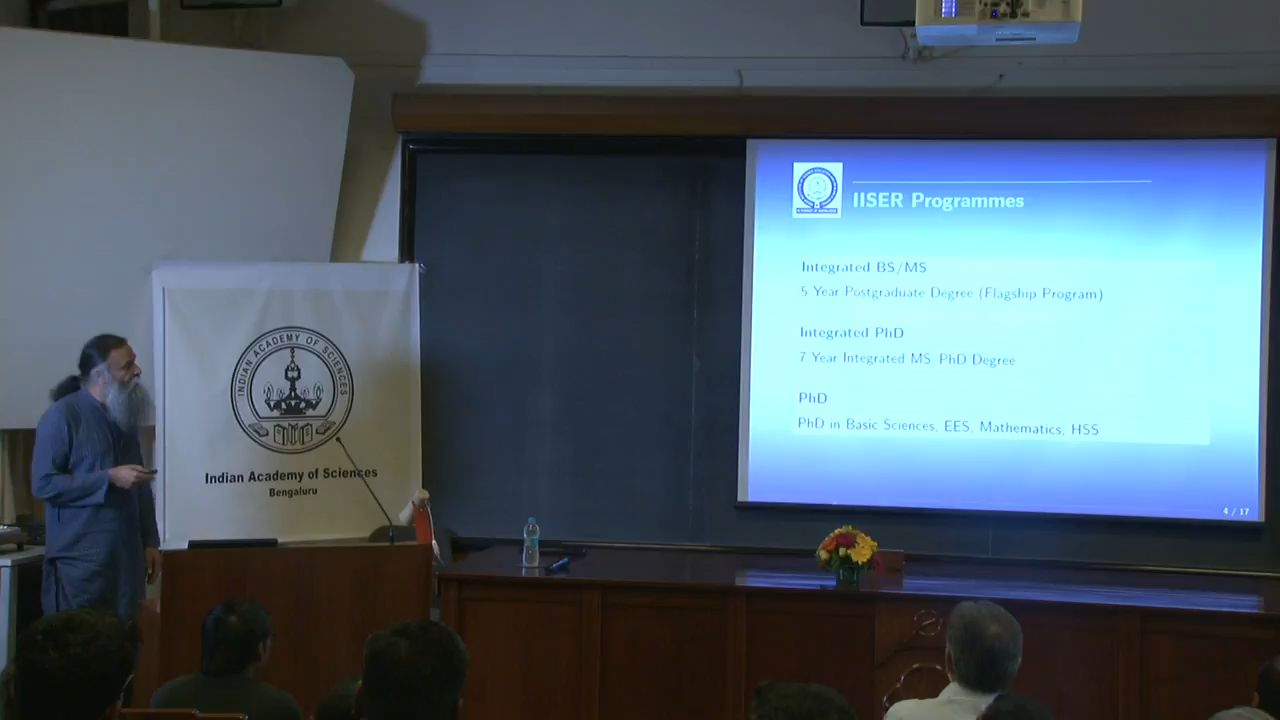 INDIAN ACADEMY OF SCIENCES
Indian Academy of Sciences
Bengaluru
IISER Programmes
Integrated BS/MS
5 Year Postgraduate Degree (Flagship Program)
Integrated PhD
7 Year Integrated MS PhD Degree
PhD
PhD in Basic Sciences, EES, Mathematics, HSS
4 / 17